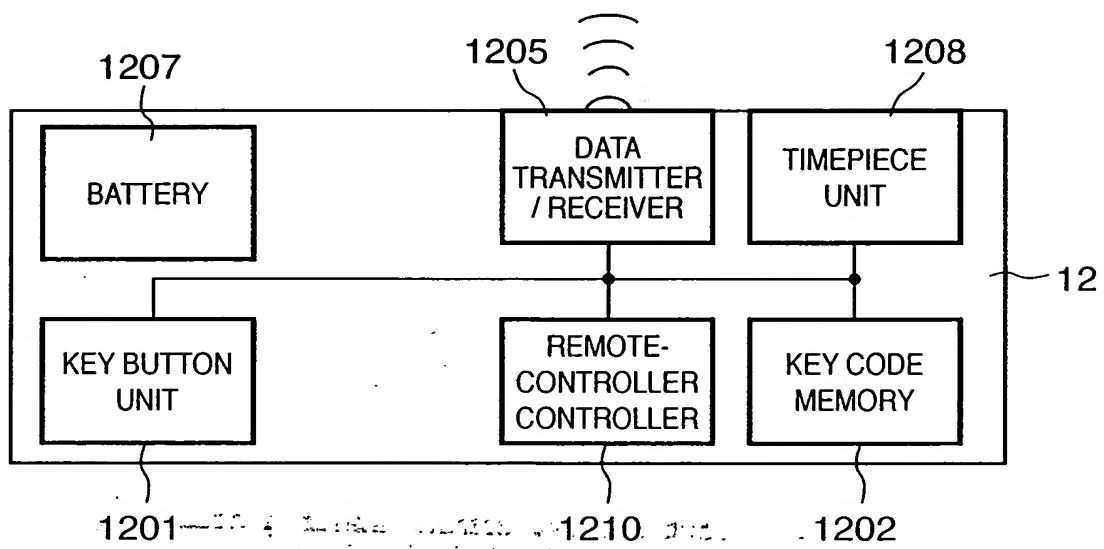 1207
1205
1208
BATTERY
DATA
TRANSMITTER
/ RECEIVER
TIMEPIECE
UNIT
12
KEY BUTTON
UNIT
REMOTE-
CONTROLLER
CONTROLLER
KEY CODE
MEMORY
1201
1210
1202